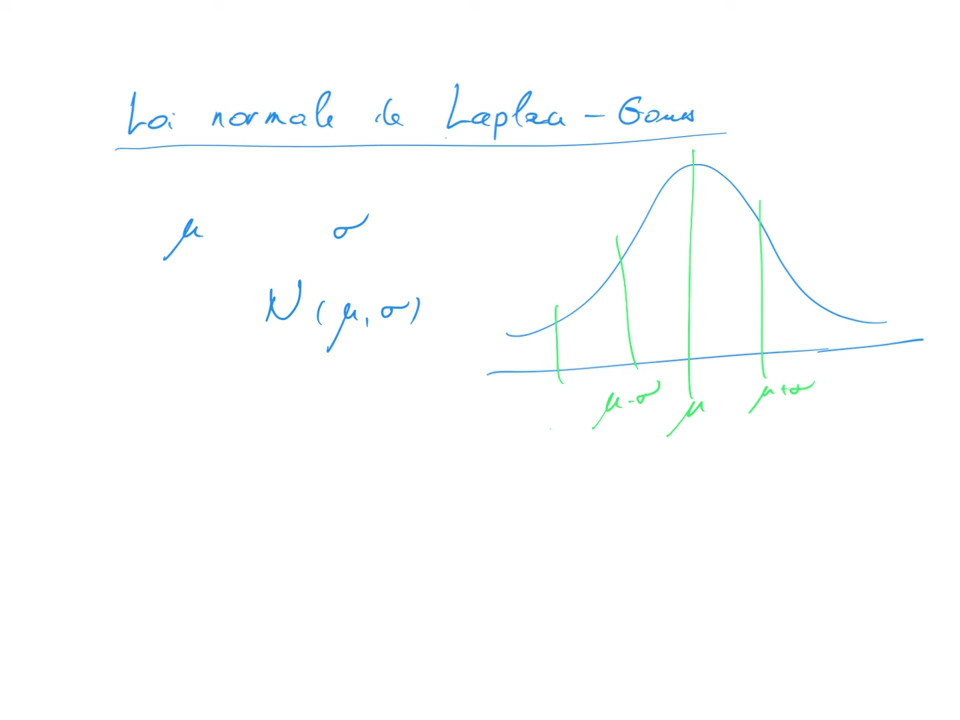 Loi normale de Laplace - Gauss
μ σ
N(μ, σ)
μ-σ μ μ+σ